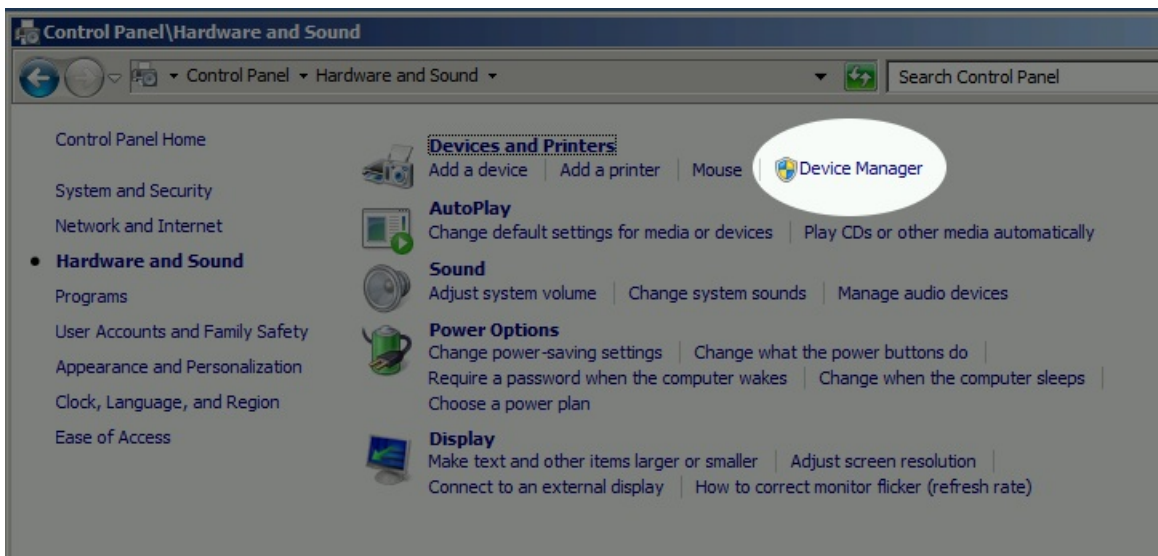 Control Panel\Hardware and Sound
Control Panel Hardware and Sound Search Control Panel
Control Panel Home
System and Security
Network and Internet
Hardware and Sound
Programs
User Accounts and Family Safety
Appearance and Personalization
Clock, Language, and Region
Ease of Access
Devices and Printers
Add a device Add a printer Mouse Device Manager
AutoPlay
Change default settings for media or devices Play CDs or other media automatically
Sound
Adjust system volume Change system sounds Manage audio devices
Power Options
Change power-saving settings Change what the power buttons do
Require a password when the computer wakes Change when the computer sleeps
Choose a power plan
Display
Make text and other items larger or smaller Adjust screen resolution
Connect to an external display How to correct monitor flicker (refresh rate)